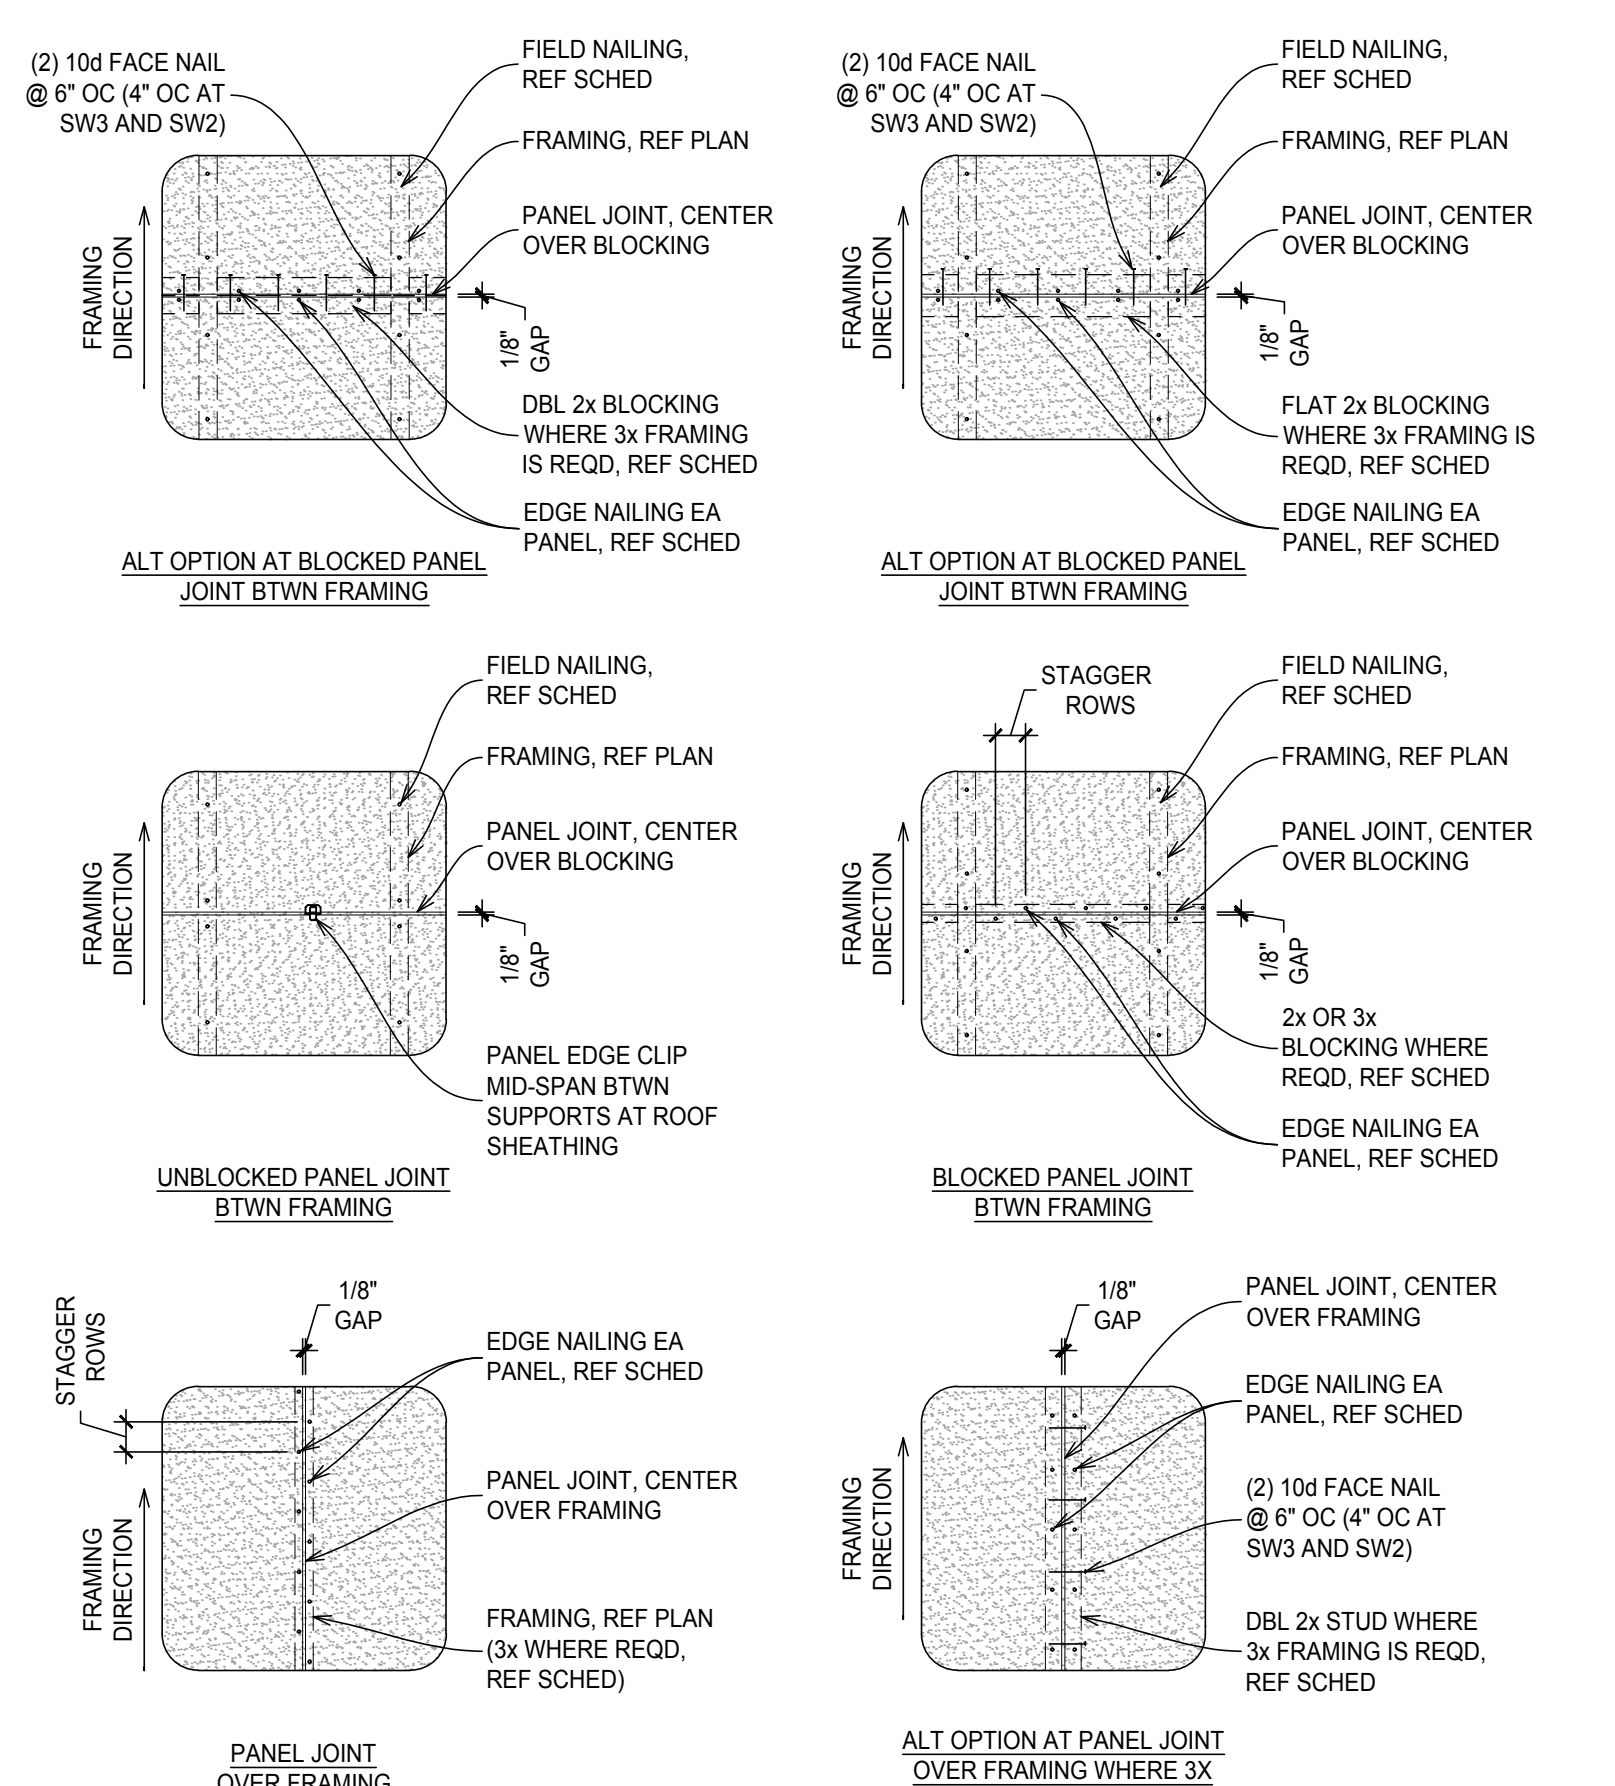 (2) 10d FACE NAIL
@ 6" OC (4" OC AT
SW3 AND SW2)
FIELD NAILING,
REF SCHED
FRAMING, REF PLAN
PANEL JOINT, CENTER
OVER BLOCKING
FRAMING
DIRECTION
1/8"
GAP
DBL 2x BLOCKING
WHERE 3x FRAMING
IS REQD, REF SCHED
EDGE NAILING EA
PANEL, REF SCHED
ALT OPTION AT BLOCKED PANEL
JOINT BTWN FRAMING
(2) 10d FACE NAIL
@ 6" OC (4" OC AT
SW3 AND SW2)
FIELD NAILING,
REF SCHED
FRAMING, REF PLAN
PANEL JOINT, CENTER
OVER BLOCKING
FRAMING
DIRECTION
1/8"
GAP
FLAT 2x BLOCKING
WHERE 3x FRAMING IS
REQD, REF SCHED
EDGE NAILING EA
PANEL, REF SCHED
ALT OPTION AT BLOCKED PANEL
JOINT BTWN FRAMING
FIELD NAILING,
REF SCHED
FRAMING, REF PLAN
PANEL JOINT, CENTER
OVER BLOCKING
FRAMING
DIRECTION
1/8"
GAP
PANEL EDGE CLIP
MID-SPAN BTWN
SUPPORTS AT ROOF
SHEATHING
UNBLOCKED PANEL JOINT
BTWN FRAMING
STAGGER
ROWS
FIELD NAILING,
REF SCHED
FRAMING, REF PLAN
PANEL JOINT, CENTER
OVER BLOCKING
FRAMING
DIRECTION
1/8"
GAP
2x OR 3x
BLOCKING WHERE
REQD, REF SCHED
EDGE NAILING EA
PANEL, REF SCHED
BLOCKED PANEL JOINT
BTWN FRAMING
STAGGER
ROWS
1/8"
GAP
EDGE NAILING EA
PANEL, REF SCHED
PANEL JOINT, CENTER
OVER FRAMING
FRAMING
DIRECTION
FRAMING, REF PLAN
(3x WHERE REQD,
REF SCHED)
PANEL JOINT
OVER FRAMING
1/8"
GAP
PANEL JOINT, CENTER
OVER FRAMING
EDGE NAILING EA
PANEL, REF SCHED
FRAMING
DIRECTION
(2) 10d FACE NAIL
@ 6" OC (4" OC AT
SW3 AND SW2)
DBL 2x STUD WHERE
3x FRAMING IS REQD,
REF SCHED
ALT OPTION AT PANEL JOINT
OVER FRAMING WHERE 3X